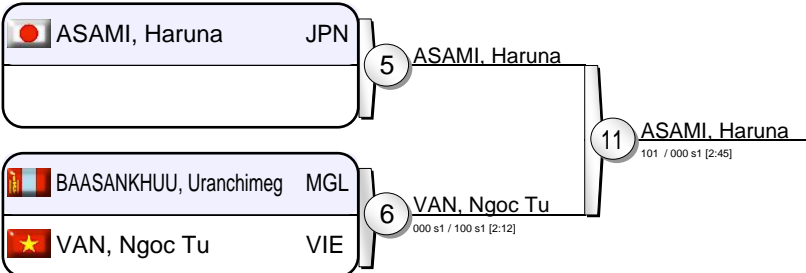 ASAMI, Haruna JPN
5 ASAMI, Haruna
11 ASAMI, Haruna
101 / 000 s1 [2:45]
BAASANKHUU, Uranchimeg MGL
6 VAN, Ngoc Tu
000 s1 / 100 s1 [2:12]
VAN, Ngoc Tu VIE